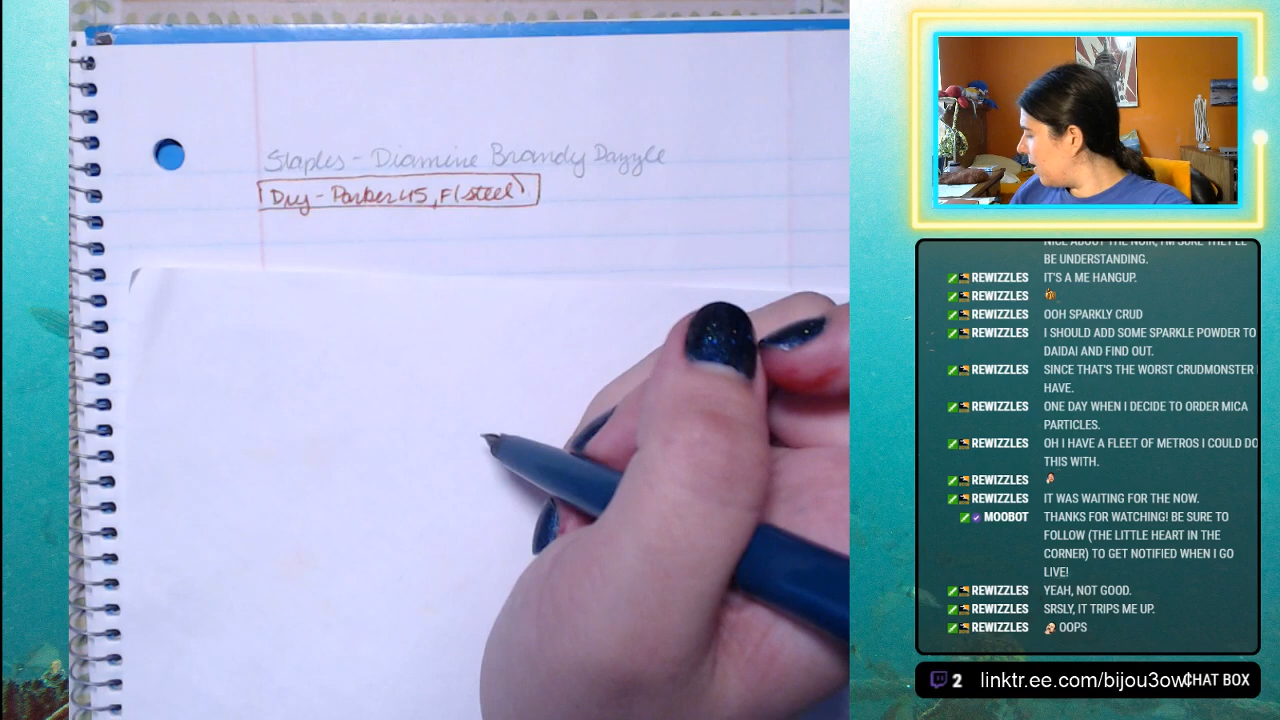 Staples - Diamine Brandy Dazzle
Dry - Parker 45, F/steel
NICE ABOUT THE NOIR, I'M SURE THEY'LL
BE UNDERSTANDING.
REWIZZLES IT'S A ME HANGUP.
REWIZZLES
REWIZZLES OOH SPARKLY CRUD
REWIZZLES I SHOULD ADD SOME SPARKLE POWDER TO
DAIDAI AND FIND OUT.
REWIZZLES SINCE THAT'S THE WORST CRUDMONSTER I
HAVE.
REWIZZLES ONE DAY WHEN I DECIDE TO ORDER MICA
PARTICLES.
REWIZZLES OH I HAVE A FLEET OF METROS I COULD DO
THIS WITH.
REWIZZLES
REWIZZLES IT WAS WAITING FOR THE NOW.
MOOBOT THANKS FOR WATCHING! BE SURE TO
FOLLOW (THE LITTLE HEART IN THE
CORNER) TO GET NOTIFIED WHEN I GO
LIVE!
REWIZZLES YEAH, NOT GOOD.
REWIZZLES SRSLY, IT TRIPS ME UP.
REWIZZLES OOPS
2 linktr.ee.com/bijou3owl CHAT BOX